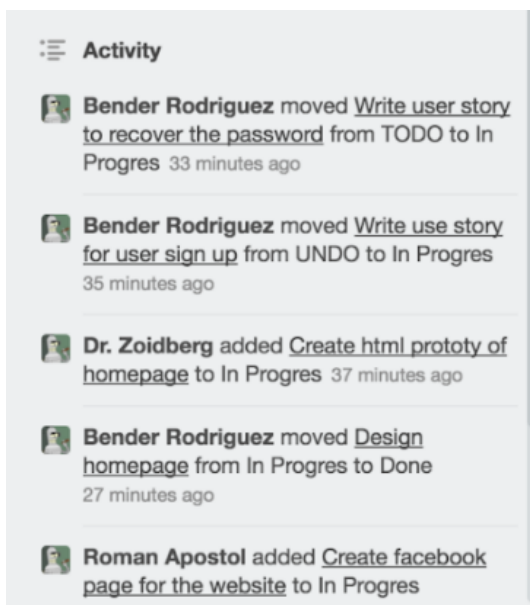 Activity
Bender Rodriguez moved Write user story
to recover the password from TODO to In
Progres 33 minutes ago
Bender Rodriguez moved Write use story
for user sign up from UNDO to In Progres
35 minutes ago
Dr. Zoidberg added Create html prototy of
homepage to In Progres 37 minutes ago
Bender Rodriguez moved Design
homepage from In Progres to Done
27 minutes ago
Roman Apostol added Create facebook
page for the website to In Progres